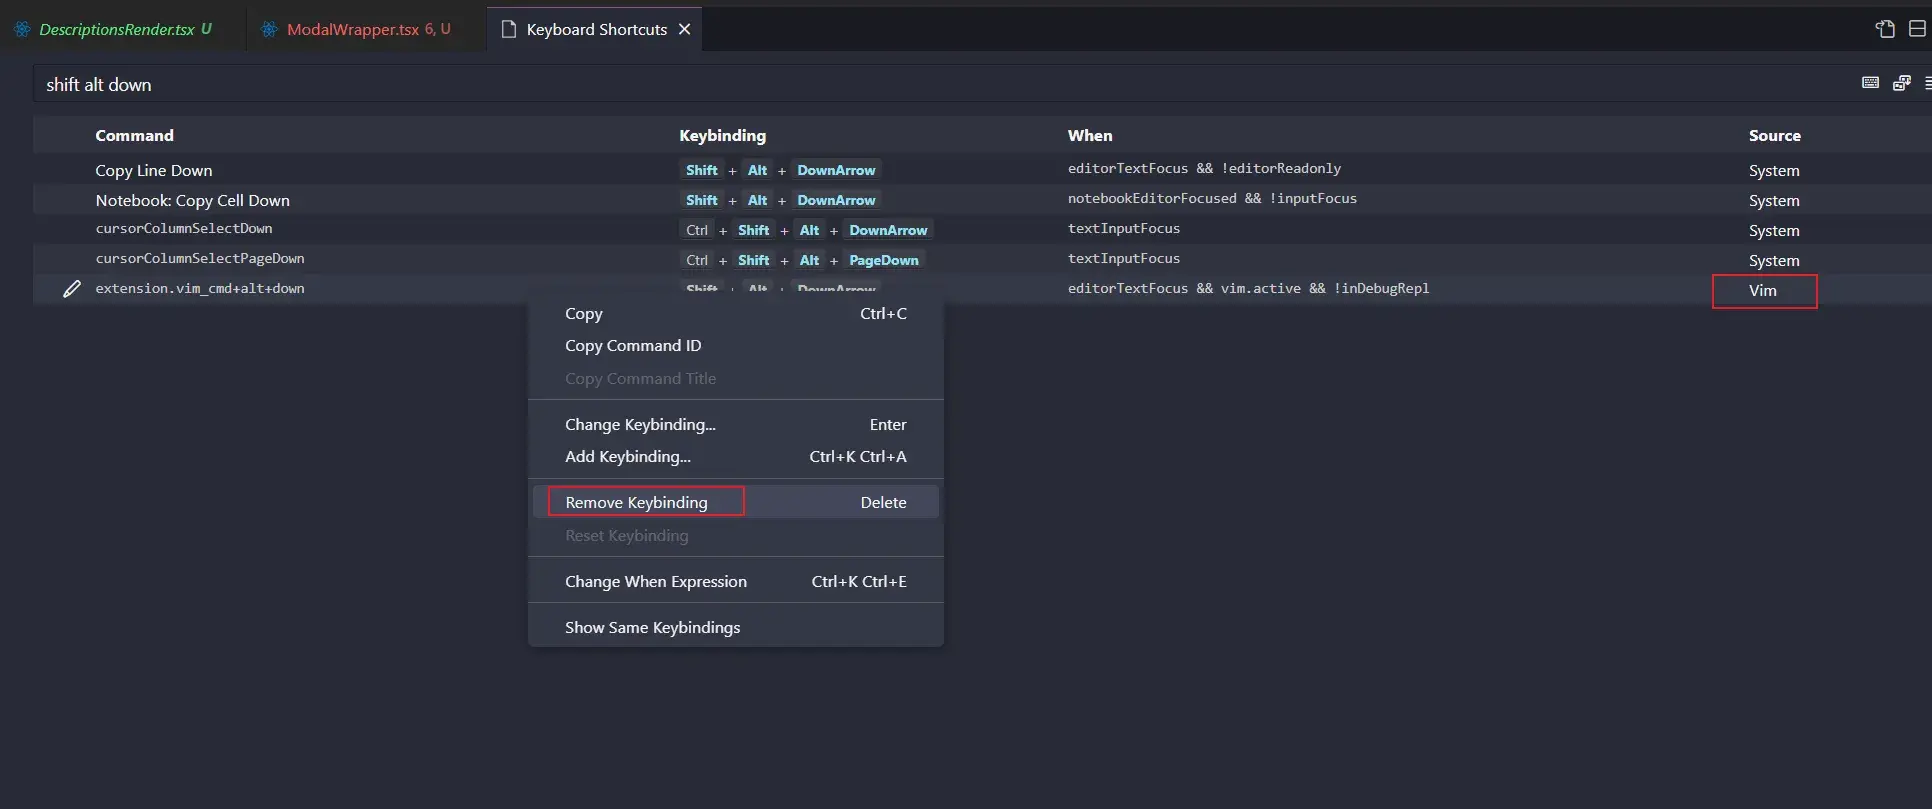 DescriptionsRender.tsx U ModalWrapper.tsx 6, U Keyboard Shortcuts
shift alt down
Command Keybinding When Source
Copy Line Down Shift + Alt + DownArrow editorTextFocus && !editorReadonly System
Notebook: Copy Cell Down Shift + Alt + DownArrow notebookEditorFocused && !inputFocus System
cursorColumnSelectDown Ctrl + Shift + Alt + DownArrow textInputFocus System
cursorColumnSelectPageDown Ctrl + Shift + Alt + PageDown textInputFocus System
extension.vim_cmd+alt+down Shift + Alt + DownArrow editorTextFocus && vim.active && !inDebugRepl Vim
Copy Ctrl+C
Copy Command ID
Copy Command Title
Change Keybinding... Enter
Add Keybinding... Ctrl+K Ctrl+A
Remove Keybinding Delete
Reset Keybinding
Change When Expression Ctrl+K Ctrl+E
Show Same Keybindings